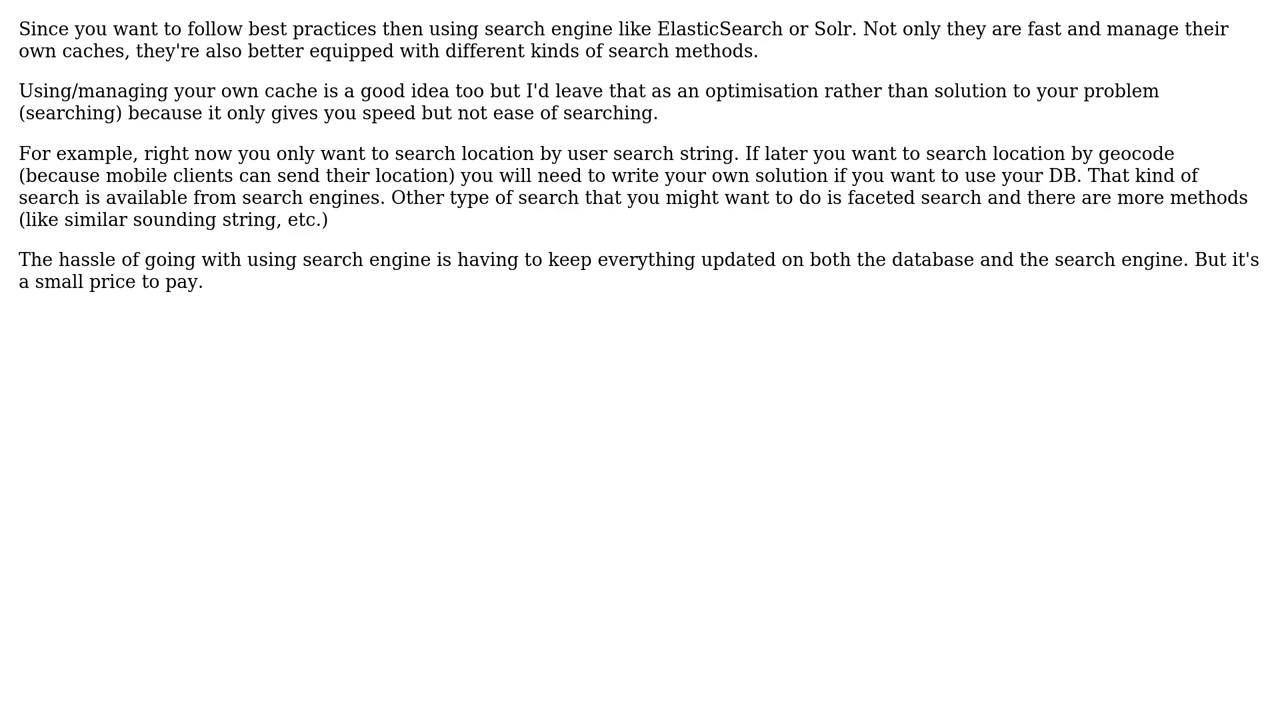 Since you want to follow best practices then using search engine like ElasticSearch or Solr. Not only they are fast and manage their
own caches, they're also better equipped with different kinds of search methods.
Using/managing your own cache is a good idea too but I'd leave that as an optimisation rather than solution to your problem
(searching) because it only gives you speed but not ease of searching.
For example, right now you only want to search location by user search string. If later you want to search location by geocode
(because mobile clients can send their location) you will need to write your own solution if you want to use your DB. That kind of
search is available from search engines. Other type of search that you might want to do is faceted search and there are more methods
(like similar sounding string, etc.)
The hassle of going with using search engine is having to keep everything updated on both the database and the search engine. But it's
a small price to pay.